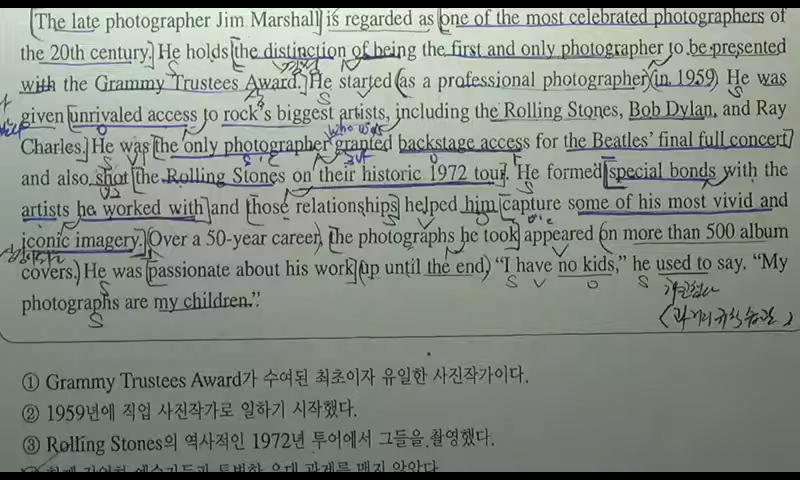 The late photographer Jim Marshall is regarded as one of the most celebrated photographers of
the 20th century. He holds the distinction of being the first and only photographer to be presented
with the Grammy Trustees Award. He started as a professional photographer in 1959. He was
given unrivaled access to rock's biggest artists, including the Rolling Stones, Bob Dylan, and Ray
Charles. He was the only photographer granted backstage access for the Beatles' final full concert
and also shot the Rolling Stones on their historic 1972 tour. He formed special bonds with the
artists he worked with and those relationships helped him capture some of his most vivid and
iconic imagery. Over a 50-year career, the photographs he took appeared on more than 500 album
covers. He was passionate about his work up until the end. "I have no kids," he used to say. "My
photographs are my children."
① Grammy Trustees Award가 수여된 최초이자 유일한 사진작가이다.
② 1959년에 직업 사진작가로 일하기 시작했다.
③ Rolling Stones의 역사적인 1972년 투어에서 그들을 촬영했다.